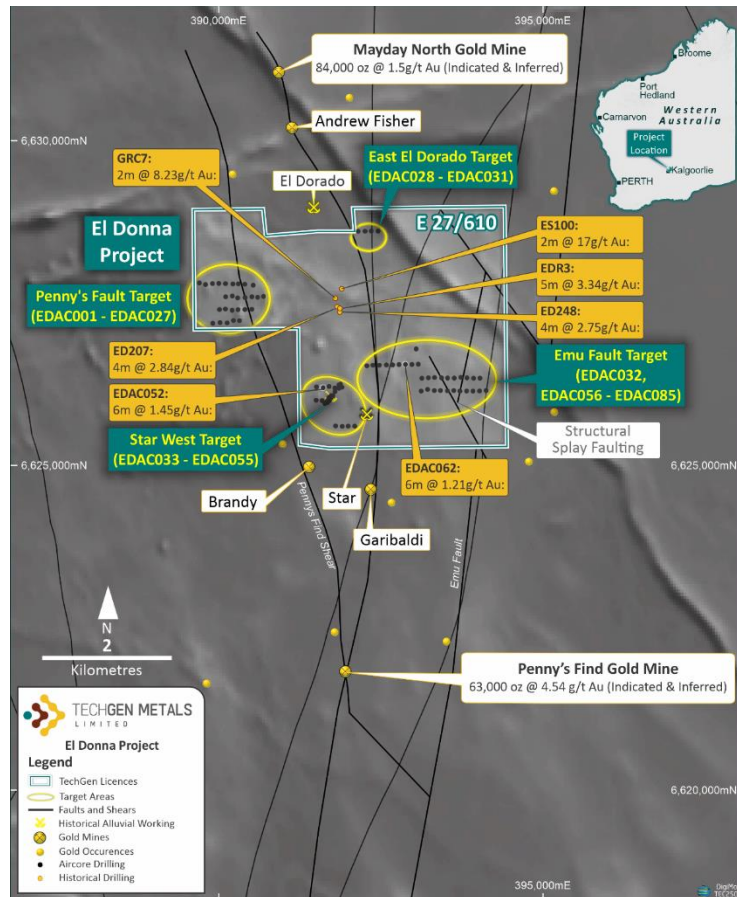 390,000mE
395,000mE
Mayday North Gold Mine
84,000 oz @ 1.5g/t Au (Indicated & Inferred)
Broome
Port
Hedland
Western
Australia
Carnarvon
Project
Location
Kalgoorlie
PERTH
6,630,000mN
6,630,000mN
Andrew Fisher
GRC7:
2m @ 8.23g/t Au:
East El Dorado Target
(EDAC028 - EDAC031)
El Dorado
El Donna
Project
E 27/610
ES100:
2m @ 17g/t Au:
EDR3:
5m @ 3.34g/t Au:
ED248:
4m @ 2.75g/t Au:
Penny's Fault Target
(EDAC001 - EDAC027)
ED207:
4m @ 2.84g/t Au:
EDAC052:
6m @ 1.45g/t Au:
Emu Fault Target
(EDAC032,
EDAC056 - EDAC085)
Star West Target
(EDAC033 - EDAC055)
Structural
Splay Faulting
6,625,000mN
6,625,000mN
EDAC062:
6m @ 1.21g/t Au:
Brandy
Star
Garibaldi
Pennys Find Shear
Emu Fault
N
2
Kilometres
Penny's Find Gold Mine
63,000 oz @ 4.54 g/t Au (Indicated & Inferred)
TECHGEN METALS
LIMITED
El Donna Project
Legend
TechGen Licences
Target Areas
Faults and Shears
Historical Alluvial Working
Gold Mines
Gold Occurences
Aircore Drilling
Historical Drilling
6,620,000mN
395,000mE